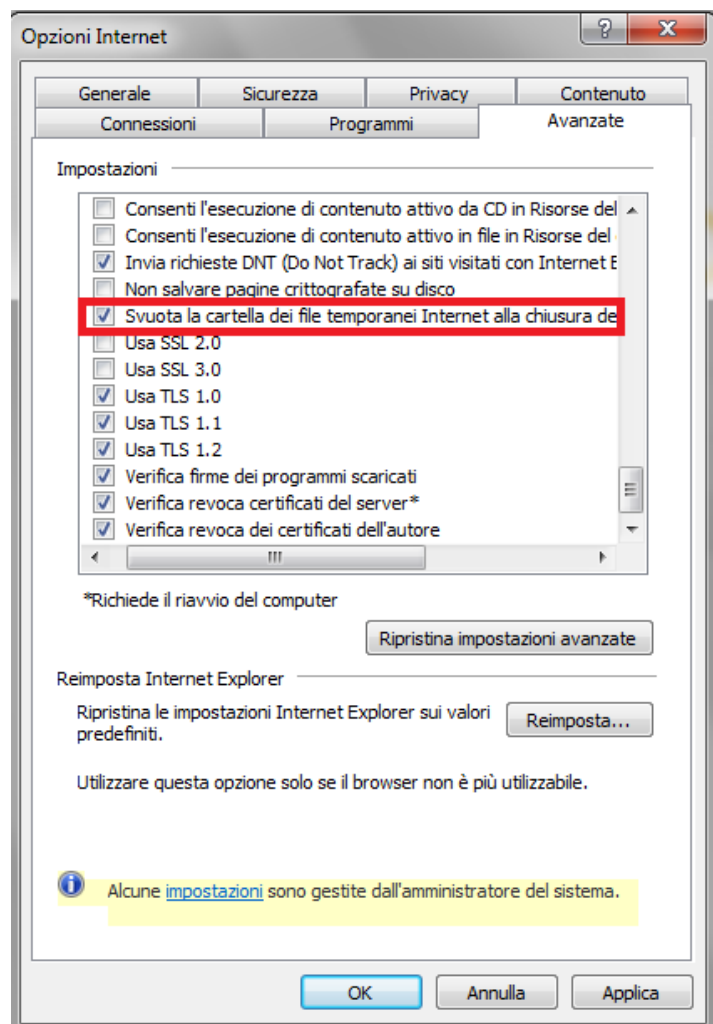 Opzioni Internet
Generale Sicurezza Privacy Contenuto
Connessioni Programmi Avanzate
Impostazioni
Consenti l'esecuzione di contenuto attivo da CD in Risorse del
Consenti l'esecuzione di contenuto attivo in file in Risorse del
Invia richieste DNT (Do Not Track) ai siti visitati con Internet E
Non salvare pagine crittografate su disco
Svuota la cartella dei file temporanei Internet alla chiusura de
Usa SSL 2.0
Usa SSL 3.0
Usa TLS 1.0
Usa TLS 1.1
Usa TLS 1.2
Verifica firme dei programmi scaricati
Verifica revoca certificati del server*
Verifica revoca dei certificati dell'autore
*Richiede il riavvio del computer
Ripristina impostazioni avanzate
Reimposta Internet Explorer
Ripristina le impostazioni Internet Explorer sui valori
predefiniti.
Reimposta...
Utilizzare questa opzione solo se il browser non è più utilizzabile.
Alcune impostazioni sono gestite dall'amministratore del sistema.
OK Annulla Applica